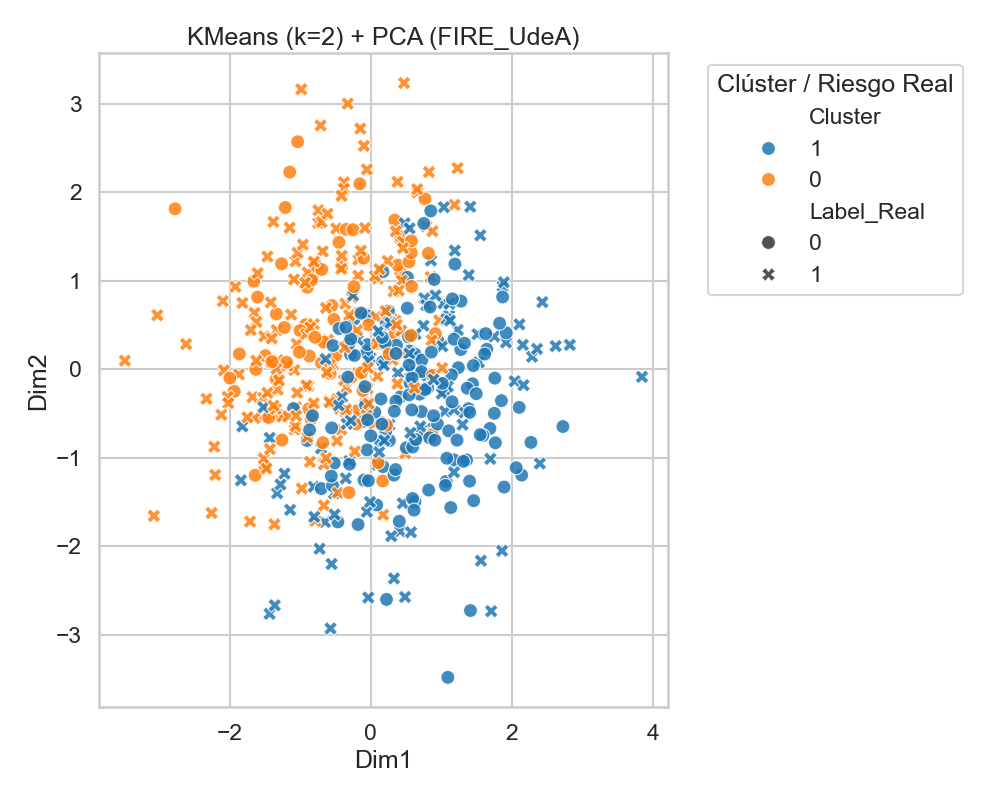 KMeans (k=2) + PCA (FIRE_UdeA)
Clúster / Riesgo Real
Cluster
1
0
Label_Real
0
1
Dim2
3
2
1
0
−1
−2
−3
−2 0 2 4
Dim1